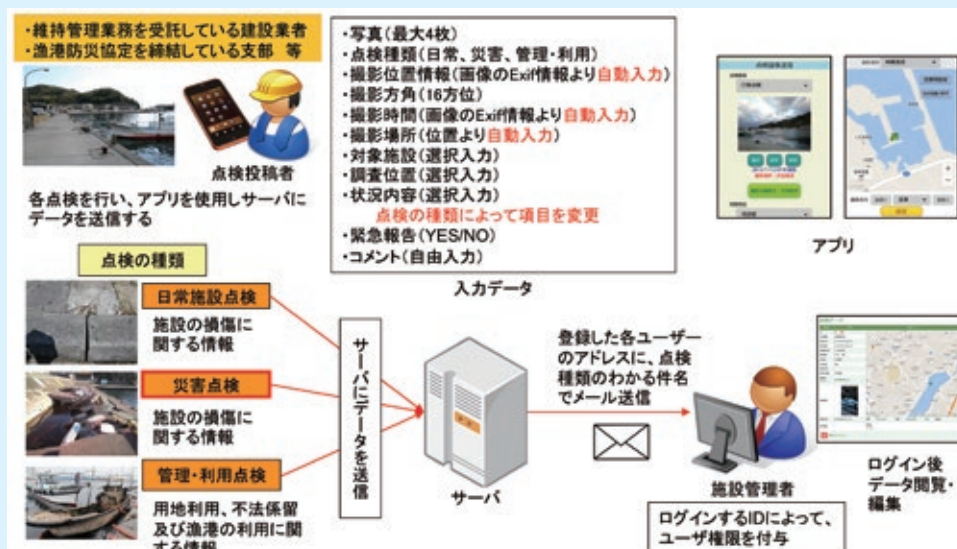 ・維持管理業務を受託している建設業者
・漁港防災協定を締結している支部 等
点検投稿者
各点検を行い、アプリを使用しサーバに
データを送信する
・写真(最大4枚)
・点検種類(日常、災害、管理・利用)
・撮影位置情報(画像のExif情報より自動入力)
・撮影方角(16方位)
・撮影時間(画像のExif情報より自動入力)
・撮影場所(位置より自動入力)
・対象施設(選択入力)
・調査位置(選択入力)
・状況内容(選択入力)
点検の種類によって項目を変更
・緊急報告(YES/NO)
・コメント(自由入力)
入力データ
アプリ
点検の種類
日常施設点検
施設の損傷に
関する情報
災害点検
施設の損傷に
関する情報
管理・利用点検
用地利用、不法係留
及び漁港の利用に関
する情報
サーバにデータを送信
サーバ
登録した各ユーザー
のアドレスに、点検
種類のわかる件名
でメール送信
施設管理者
ログインするIDによって、
ユーザ権限を付与
ログイン後
データ閲覧・
編集